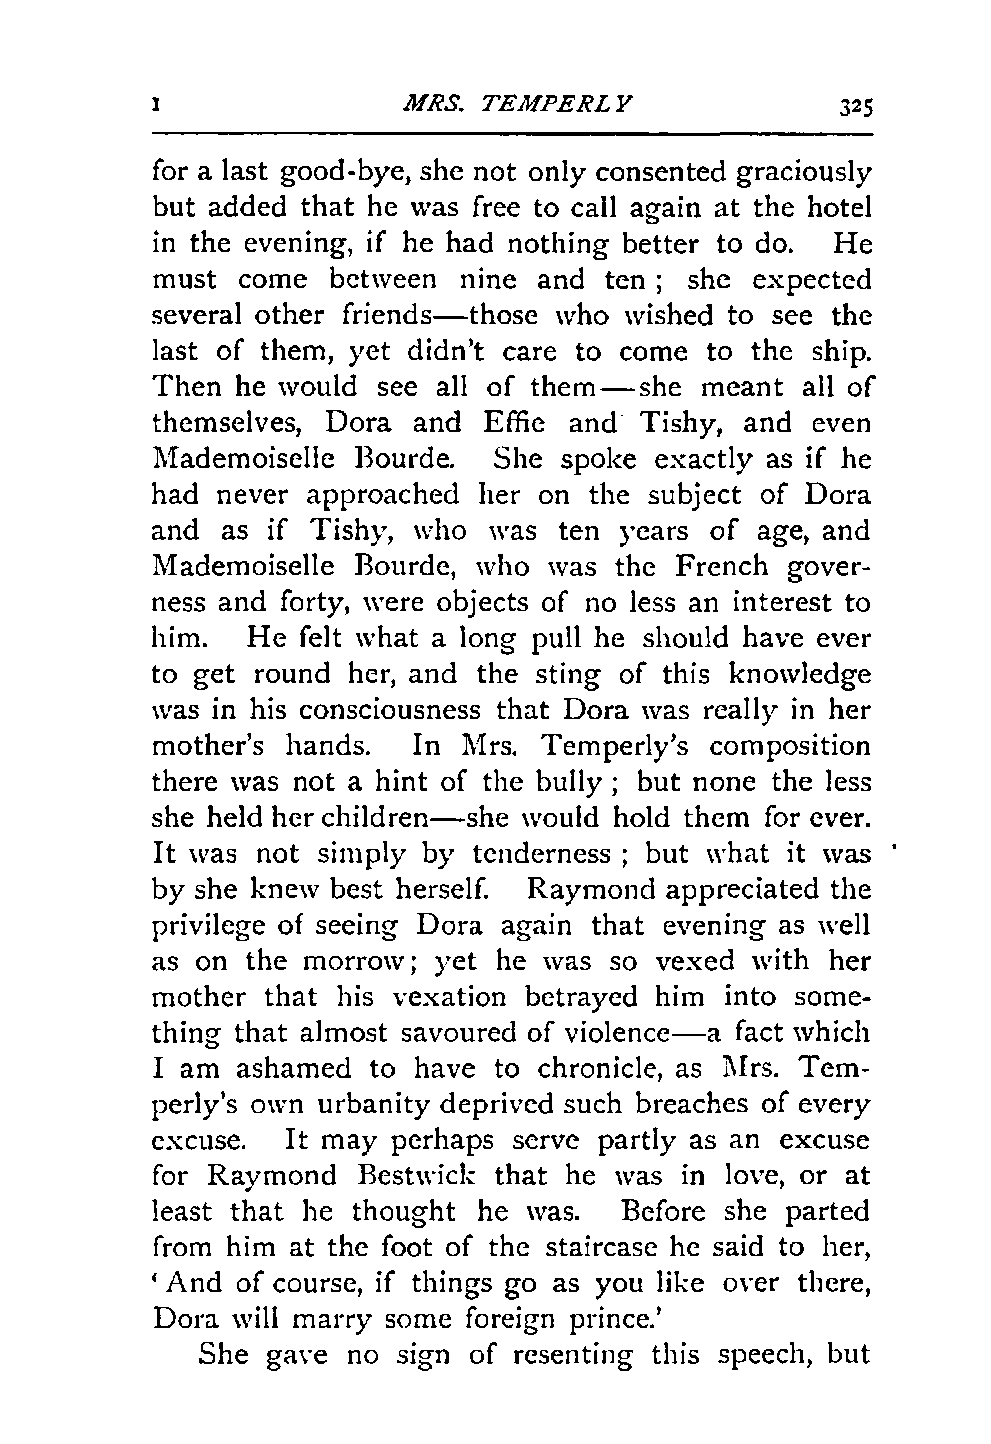 I MRS. TEMPERLY 325
for a last good-bye, she not only consented graciously
but added that he was free to call again at the hotel
in the evening, if he had nothing better to do. He
must come between nine and ten ; she expected
several other friends—those who wished to see the
last of them, yet didn't care to come to the ship.
Then he would see all of them—she meant all of
themselves, Dora and Effie and Tishy, and even
Mademoiselle Bourde. She spoke exactly as if he
had never approached her on the subject of Dora
and as if Tishy, who was ten years of age, and
Mademoiselle Bourde, who was the French gover-
ness and forty, were objects of no less an interest to
him. He felt what a long pull he should have ever
to get round her, and the sting of this knowledge
was in his consciousness that Dora was really in her
mother's hands. In Mrs. Temperly's composition
there was not a hint of the bully ; but none the less
she held her children—she would hold them for ever.
It was not simply by tenderness ; but what it was
by she knew best herself. Raymond appreciated the
privilege of seeing Dora again that evening as well
as on the morrow; yet he was so vexed with her
mother that his vexation betrayed him into some-
thing that almost savoured of violence—a fact which
I am ashamed to have to chronicle, as Mrs. Tem-
perly's own urbanity deprived such breaches of every
excuse. It may perhaps serve partly as an excuse
for Raymond Bestwick that he was in love, or at
least that he thought he was. Before she parted
from him at the foot of the staircase he said to her,
‘ And of course, if things go as you like over there,
Dora will marry some foreign prince.’
She gave no sign of resenting this speech, but